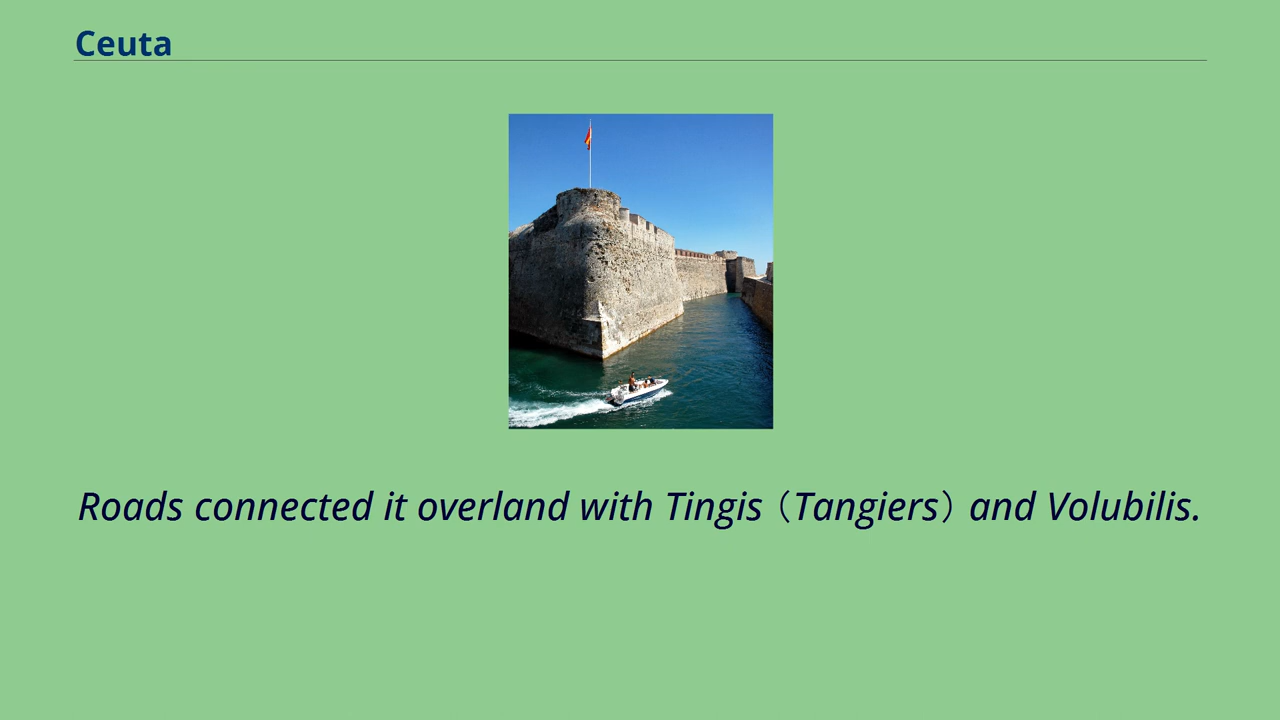 Ceuta
Roads connected it overland with Tingis（Tangiers）and Volubilis.